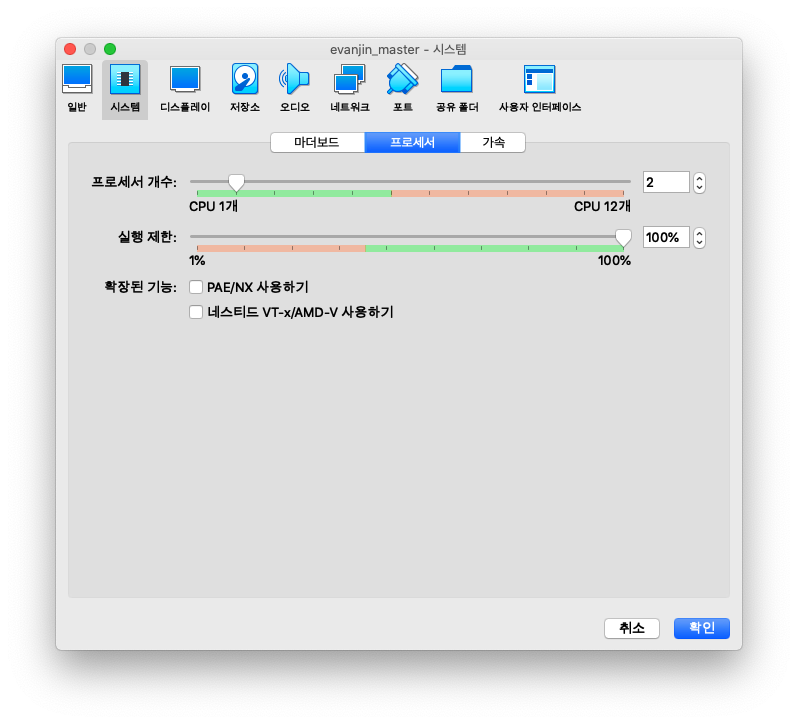 evanjin_master - 시스템
일반 시스템 디스플레이 저장소 오디오 네트워크 포트 공유 폴더 사용자 인터페이스
마더보드 프로세서 가속
프로세서 개수: 2
CPU 1개 CPU 12개
실행 제한: 100%
1% 100%
확장된 기능: PAE/NX 사용하기
네스티드 VT-x/AMD-V 사용하기
취소 확인